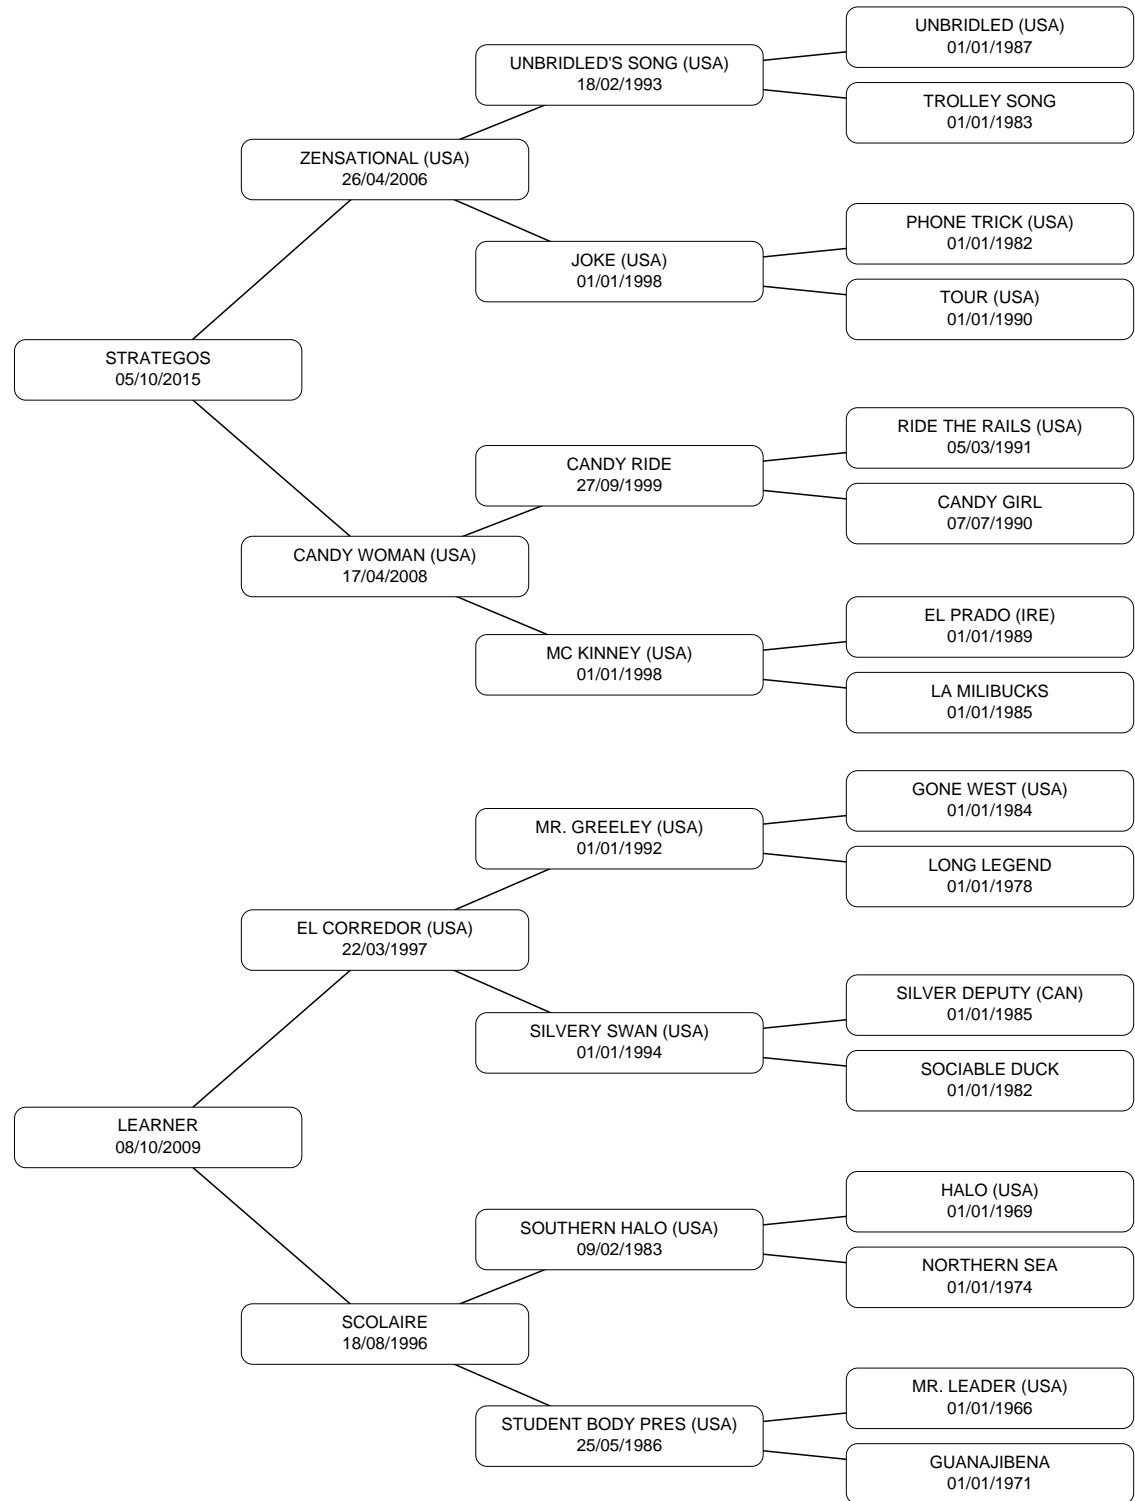 UNBRIDLED (USA)
01/01/1987
UNBRIDLED'S SONG (USA)
18/02/1993
TROLLEY SONG
01/01/1983
ZENSATIONAL (USA)
26/04/2006
PHONE TRICK (USA)
01/01/1982
JOKE (USA)
01/01/1998
TOUR (USA)
01/01/1990
STRATEGOS
05/10/2015
RIDE THE RAILS (USA)
05/03/1991
CANDY RIDE
27/09/1999
CANDY GIRL
07/07/1990
CANDY WOMAN (USA)
17/04/2008
EL PRADO (IRE)
01/01/1989
MC KINNEY (USA)
01/01/1998
LA MILIBUCKS
01/01/1985
GONE WEST (USA)
01/01/1984
MR. GREELEY (USA)
01/01/1992
LONG LEGEND
01/01/1978
EL CORREDOR (USA)
22/03/1997
SILVER DEPUTY (CAN)
01/01/1985
SILVERY SWAN (USA)
01/01/1994
SOCIABLE DUCK
01/01/1982
LEARNER
08/10/2009
HALO (USA)
01/01/1969
SOUTHERN HALO (USA)
09/02/1983
NORTHERN SEA
01/01/1974
SCOLAIRE
18/08/1996
MR. LEADER (USA)
01/01/1966
STUDENT BODY PRES (USA)
25/05/1986
GUANAJIBENA
01/01/1971